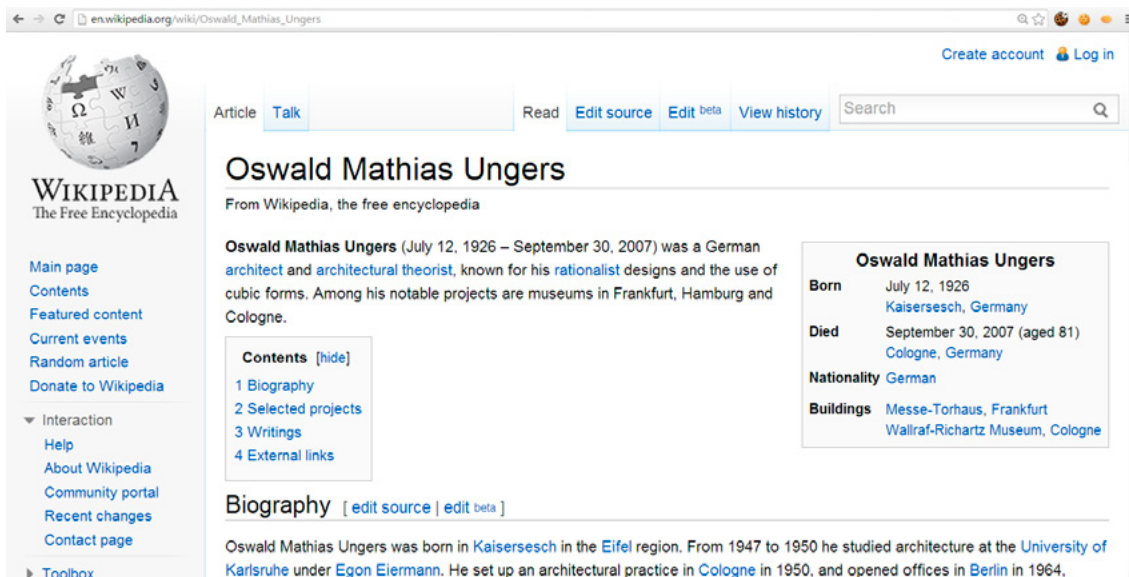 en.wikipedia.org/wiki/Oswald_Mathias_Ungers
Create account Log in
Article Talk Read Edit source Edit beta View history Search
WIKIPEDIA
The Free Encyclopedia
Main page
Contents
Featured content
Current events
Random article
Donate to Wikipedia
Interaction
Help
About Wikipedia
Community portal
Recent changes
Contact page
Toolbox
Oswald Mathias Ungers
From Wikipedia, the free encyclopedia
Oswald Mathias Ungers (July 12, 1926 – September 30, 2007) was a German
architect and architectural theorist, known for his rationalist designs and the use of
cubic forms. Among his notable projects are museums in Frankfurt, Hamburg and
Cologne.
Contents [hide]
1 Biography
2 Selected projects
3 Writings
4 External links
Oswald Mathias Ungers
Born July 12, 1926
Kaisersesch, Germany
Died September 30, 2007 (aged 81)
Cologne, Germany
Nationality German
Buildings Messe-Torhaus, Frankfurt
Wallraf-Richartz Museum, Cologne
Biography [ edit source | edit beta ]
Oswald Mathias Ungers was born in Kaisersesch in the Eifel region. From 1947 to 1950 he studied architecture at the University of
Karlsruhe under Egon Eiermann. He set up an architectural practice in Cologne in 1950, and opened offices in Berlin in 1964,